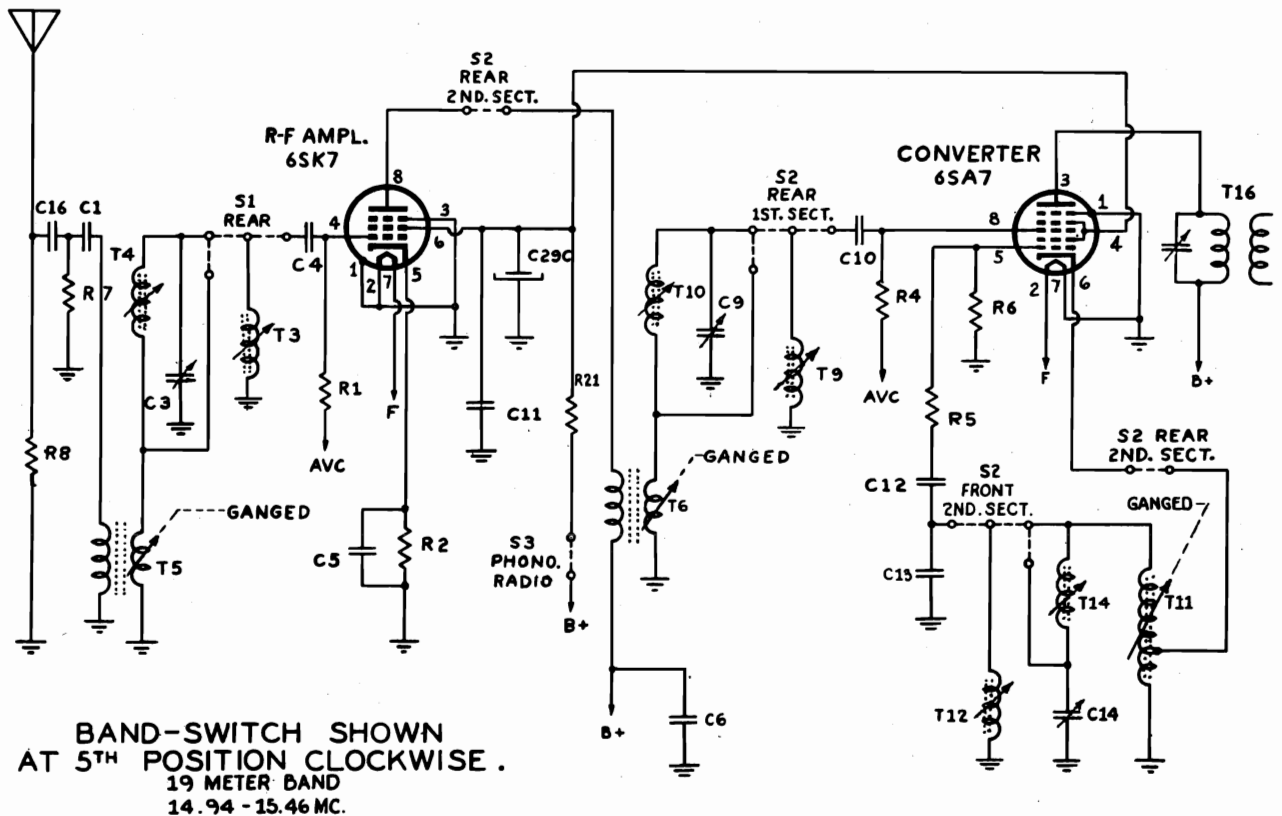 S2
REAR
2ND. SECT.
R-F AMPL.
6SK7
CONVERTER
6SA7
8
3
S2
REAR
1ST. SECT.
3
1
T16
C16
C1
S1
REAR
4
6
8
5
4
T4
C4
1
2
7
5
C29C
C10
2
7
6
R17
T10
C9
R4
R6
T3
C3
R1
F
C11
R21
T9
AVC
F
B+
R8
AVC
R5
GANGED
S2 REAR
2ND. SECT.
GANGED
C12
S2
FRONT
2ND. SECT.
GANGED
T5
C5
R2
S3
PHONO.
RADIO
T6
C15
T14
T11
B+
T12
C14
B+
C6
BAND-SWITCH SHOWN
AT 5TH POSITION CLOCKWISE.
19 METER BAND
14.94 - 15.46 MC.